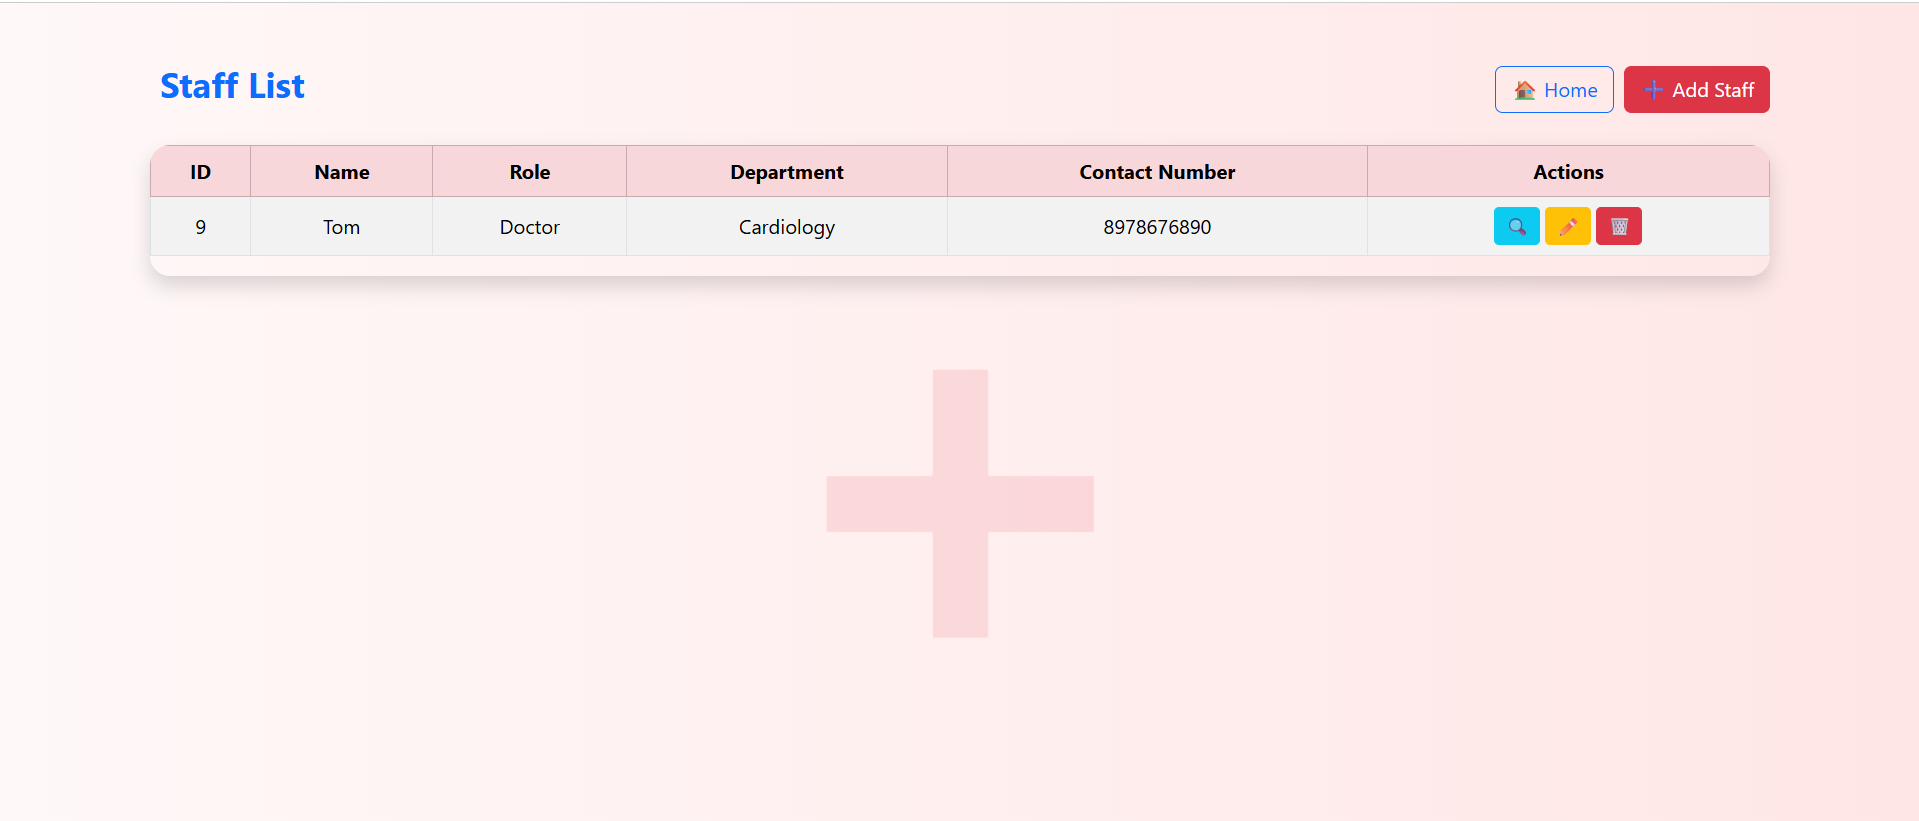 Staff List
Home
Add Staff
ID Name Role Department Contact Number Actions
9 Tom Doctor Cardiology 8978676890